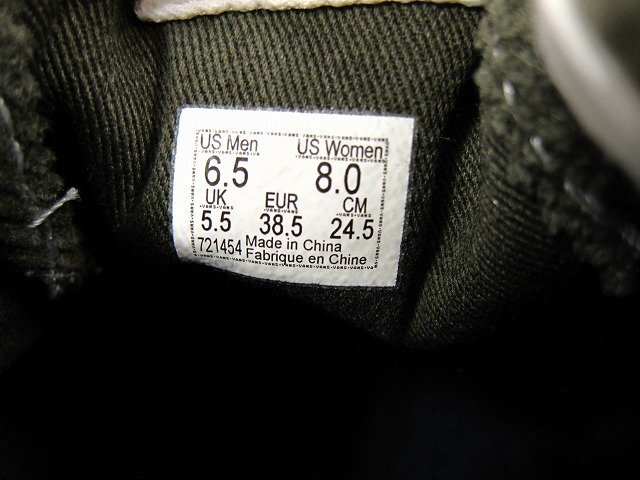 US Men US Women
6.5 8.0
UK EUR CM
5.5 38.5 24.5
721454 Made in China
Fabrique en Chine